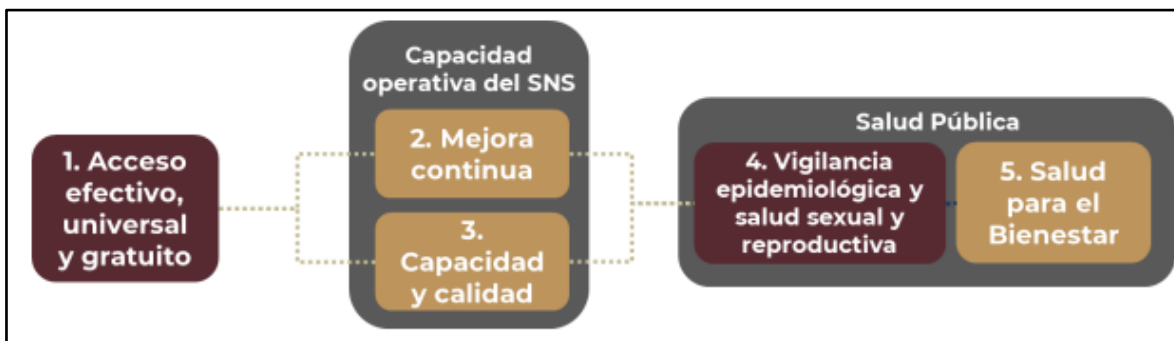 1. Acceso
efectivo,
universal
y gratuito
Capacidad
operativa del SNS
2. Mejora
continua
3.
Capacidad
y calidad
Salud Pública
4. Vigilancia
epidemiológica y
salud sexual y
reproductiva
5. Salud
para el
Bienestar